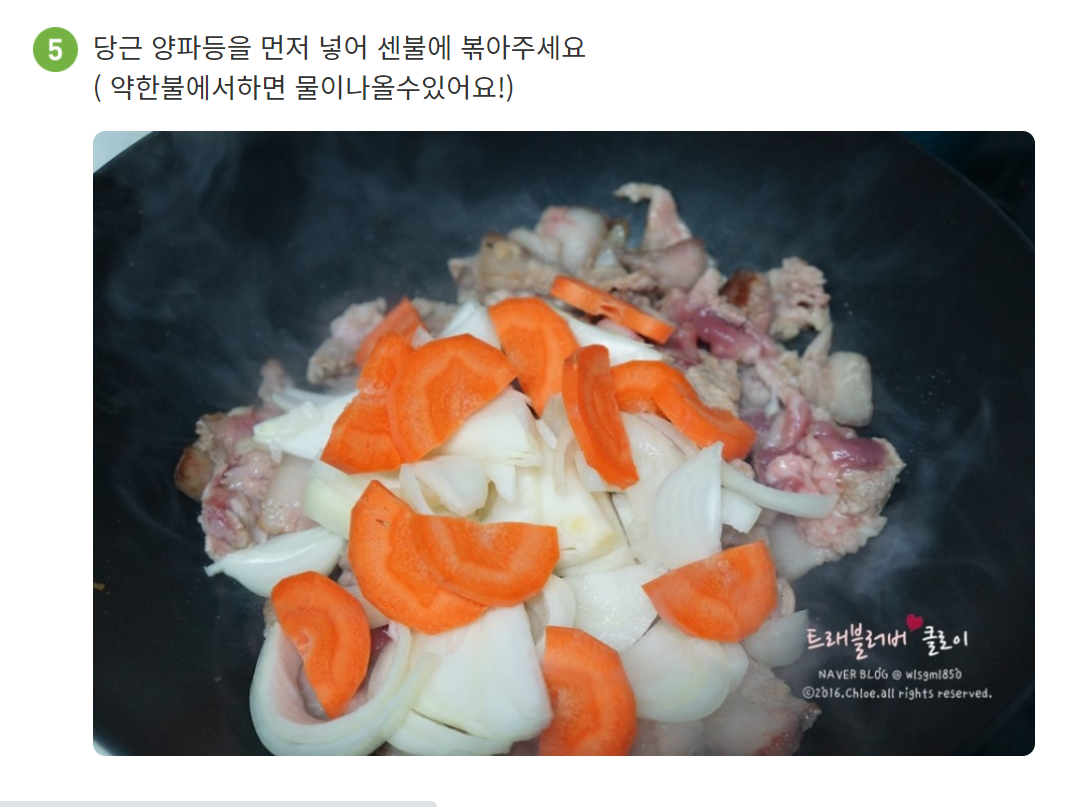 5 당근 양파등을 먼저 넣어 센불에 볶아주세요
( 약한불에서하면 물이나올수있어요!)
트래블러버 클로이
NAVER BLOG @ wlsgml850
©2016.Chloe.all rights reserved.